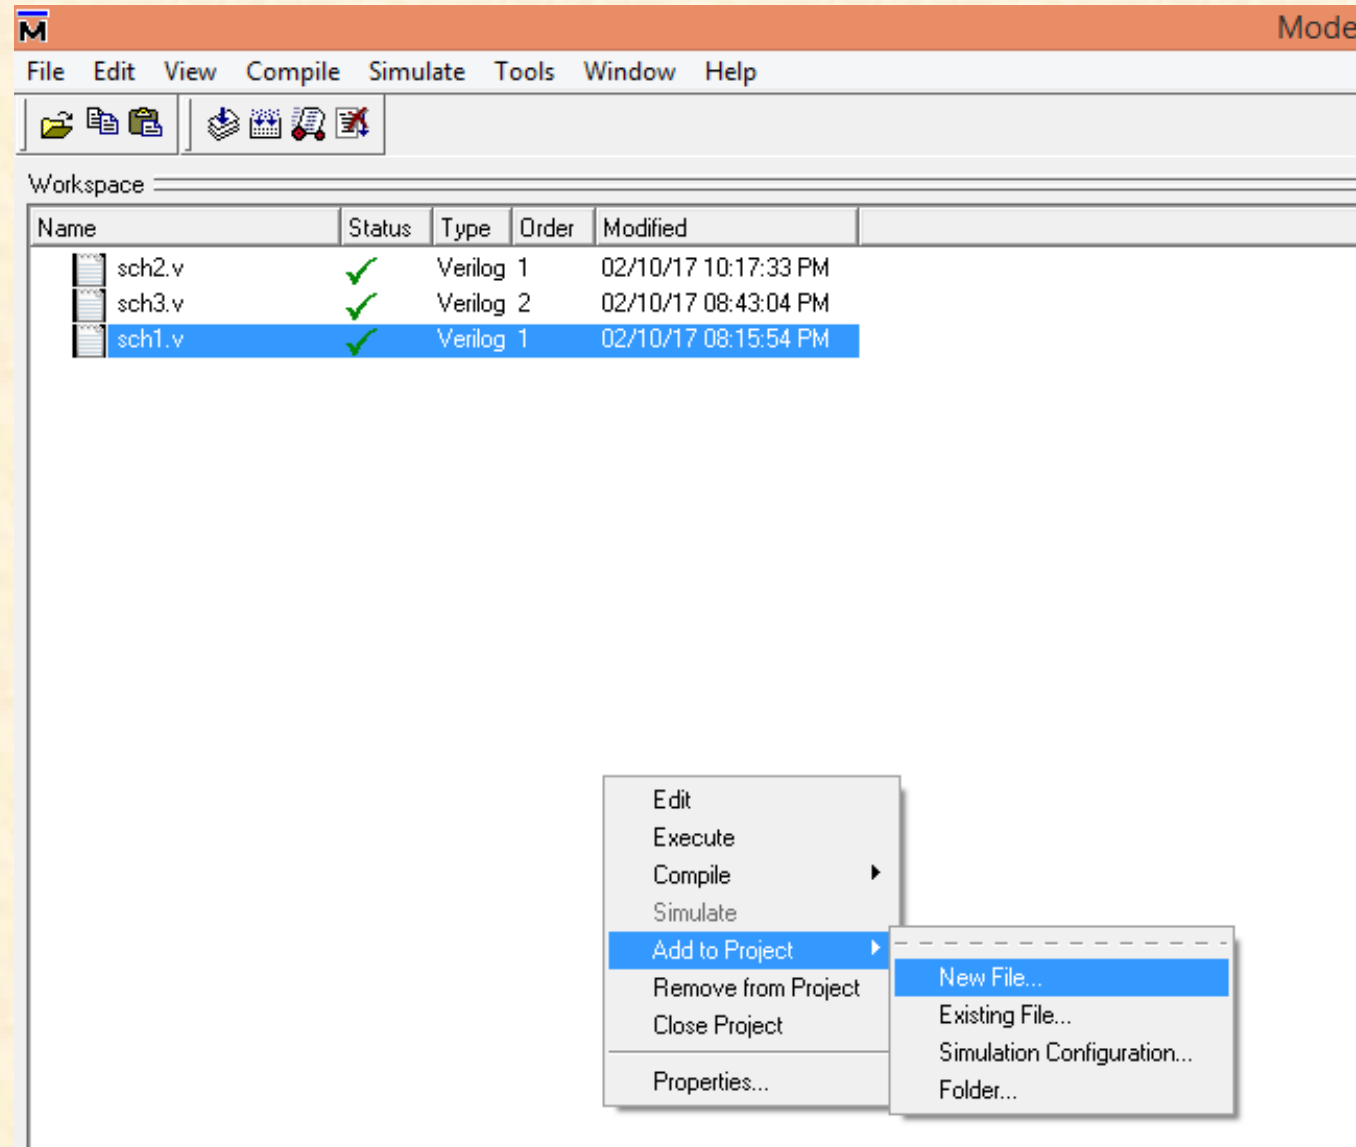 M Mode
File Edit View Compile Simulate Tools Window Help
Workspace
Name Status Type Order Modified
sch2.v Verilog 1 02/10/17 10:17:33 PM
sch3.v Verilog 2 02/10/17 08:43:04 PM
sch1.v Verilog 1 02/10/17 08:15:54 PM
Edit
Execute
Compile
Simulate
Add to Project
Remove from Project
Close Project
Properties...
New File...
Existing File...
Simulation Configuration...
Folder...